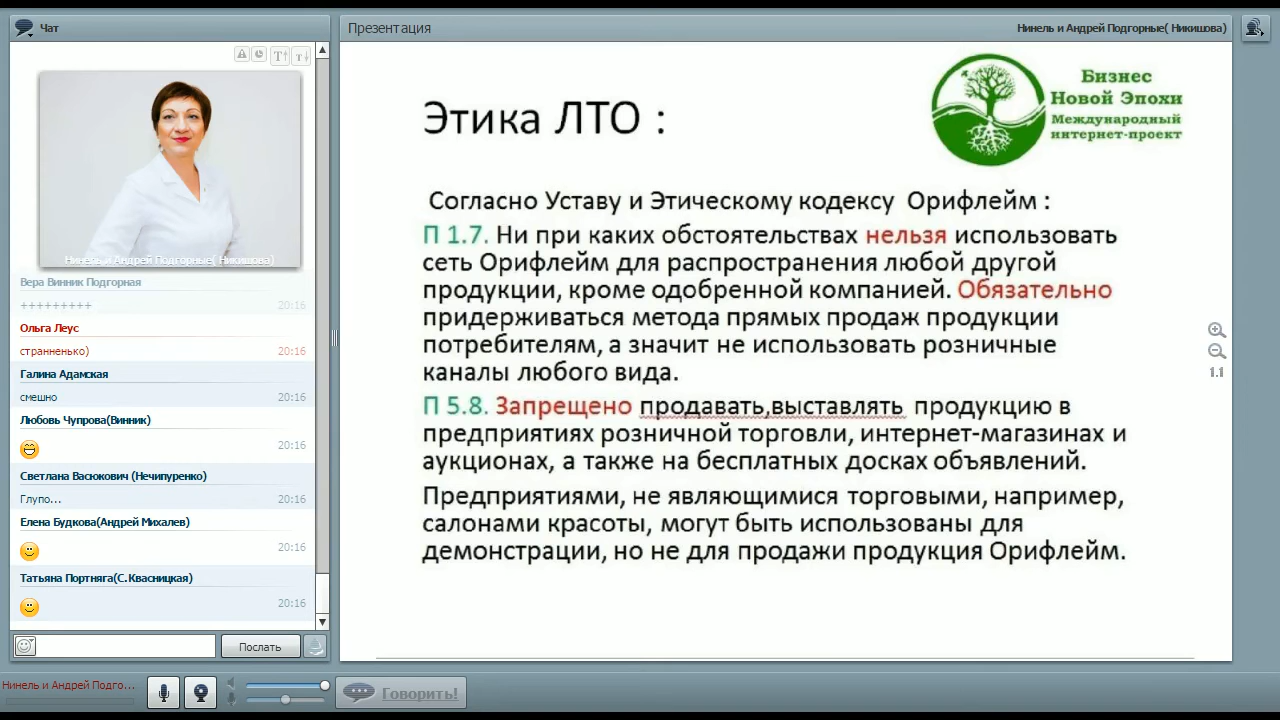 Чат
Презентация
Нинель и Андрей Подгорные( Никишова)
Нинель и Андрей Подгорные( Никишова)
Вера Винник Подгорная
+++++++++ 20:16
Ольга Леус
странненько) 20:16
Галина Адамская
смешно 20:16
Любовь Чупрова(Винник)
20:16
Светлана Васюкович (Нечипуренко)
Глупо... 20:16
Елена Будкова(Андрей Михалев)
20:16
Татьяна Портняга(С.Квасницкая)
20:16
Послать
Нинель и Андрей Подго...
Говорить!
Бизнес
Новой Эпохи
Международный
интернет-проект
Этика ЛТО :
Согласно Уставу и Этическому кодексу Орифлейм :
П 1.7. Ни при каких обстоятельствах нельзя использовать
сеть Орифлейм для распространения любой другой
продукции, кроме одобренной компанией. Обязательно
придерживаться метода прямых продаж продукции
потребителям, а значит не использовать розничные
каналы любого вида.
П 5.8. Запрещено продавать,выставлять продукцию в
предприятиях розничной торговли, интернет-магазинах и
аукционах, а также на бесплатных досках объявлений.
Предприятиями, не являющимися торговыми, например,
салонами красоты, могут быть использованы для
демонстрации, но не для продажи продукция Орифлейм.
1.1